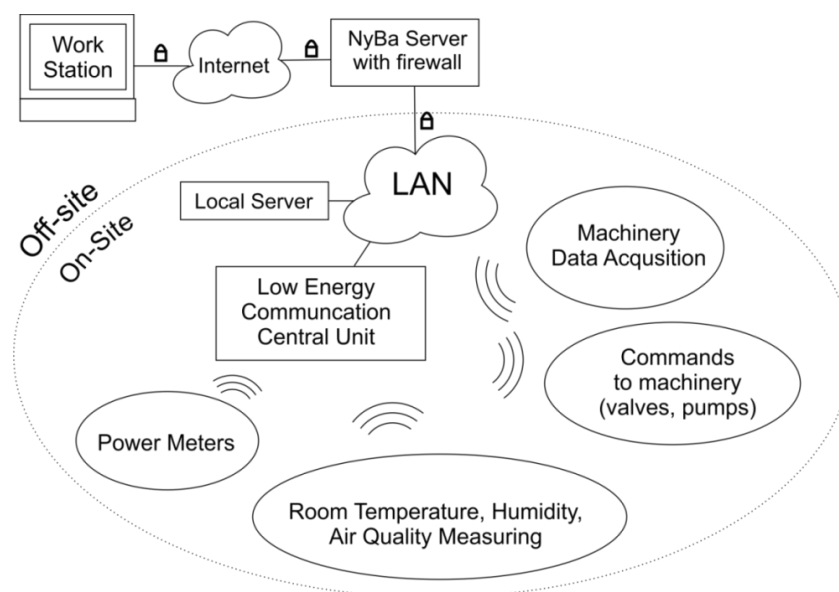 Work
Station
Internet
NyBa Server
with firewall
LAN
Local Server
Off-site
On-Site
Low Energy
Communcation
Central Unit
Machinery
Data Acqusition
Commands
to machinery
(valves, pumps)
Power Meters
Room Temperature, Humidity,
Air Quality Measuring